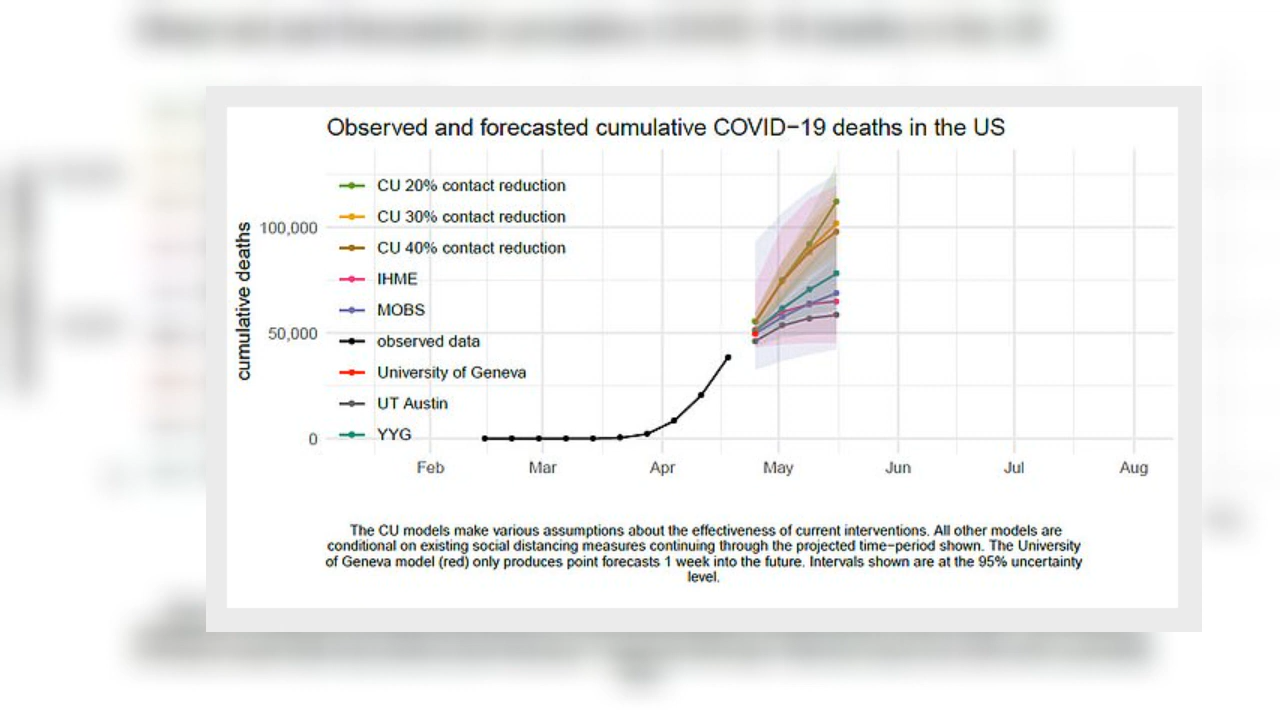 Observed and forecasted cumulative COVID−19 deaths in the US
CU 20% contact reduction
CU 30% contact reduction
CU 40% contact reduction
IHME
MOBS
observed data
University of Geneva
UT Austin
YYG
cumulative deaths
100,000
50,000
0
Feb Mar Apr May Jun Jul Aug
The CU models make various assumptions about the effectiveness of current interventions. All other models are
conditional on existing social distancing measures continuing through the projected time−period shown. The University
of Geneva model (red) only produces point forecasts 1 week into the future. Intervals shown are at the 95% uncertainty
level.